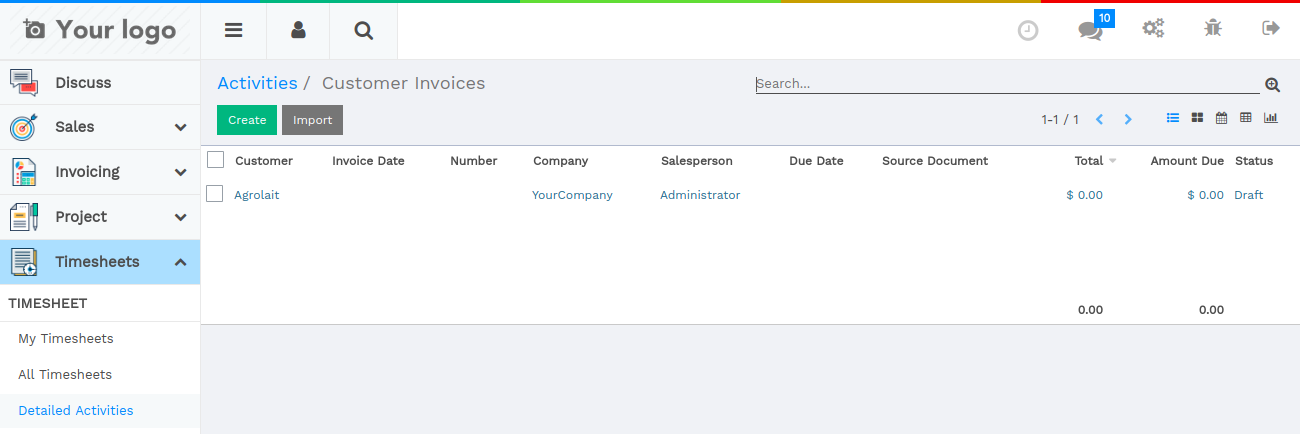 Your logo
10
Discuss
Sales
Invoicing
Project
Timesheets
TIMESHEET
My Timesheets
All Timesheets
Detailed Activities
Activities / Customer Invoices
Search...
Create Import
1-1 / 1
Customer Invoice Date Number Company Salesperson Due Date Source Document Total Amount Due Status
Agrolait YourCompany Administrator $ 0.00 $ 0.00 Draft
0.00 0.00